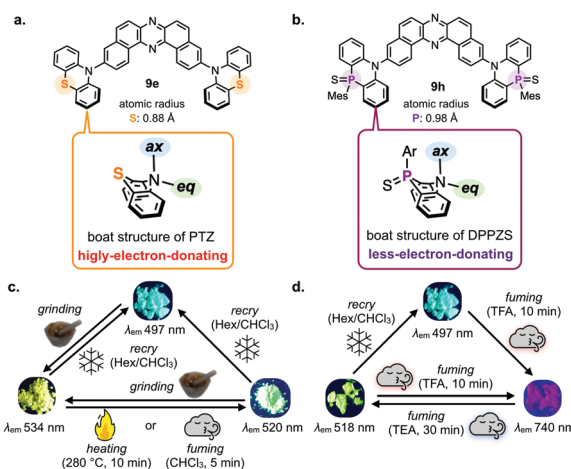 a.
N
N
N
N
S
S
9e
atomic radius
S: 0.88 Å
ax
S
N
eq
boat structure of PTZ
higly-electron-donating
b.
N
N
N
N
S=P
P=S
Mes
Mes
9h
atomic radius
P: 0.98 Å
Ar
ax
S=P
N
eq
boat structure of DPPZS
less-electron-donating
c.
grinding
λem 497 nm
recry
(Hex/CHCl3)
recry
(Hex/CHCl3)
grinding
λem 534 nm
λem 520 nm
heating
(280 °C, 10 min)
or
fuming
(CHCl3, 5 min)
d.
recry
(Hex/CHCl3)
λem 497 nm
fuming
(TFA, 10 min)
fuming
(TFA, 10 min)
λem 518 nm
λem 740 nm
fuming
(TEA, 30 min)